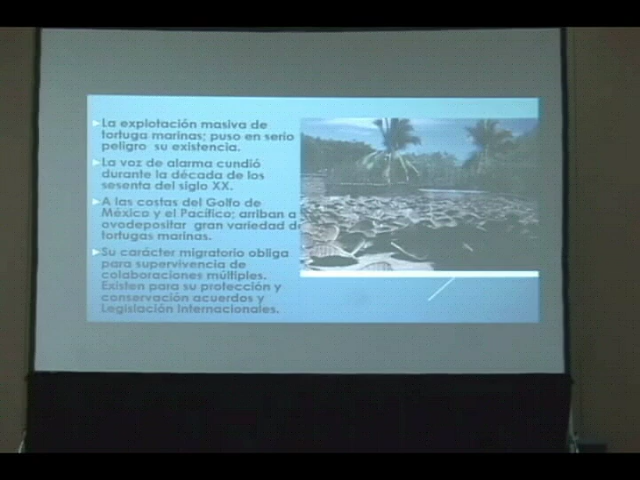 La explotación masiva de
tortuga marinas; puso en serio
peligro su existencia.
La voz de alarma cundió
durante la década de los
sesenta del siglo XX.
A las costas del Golfo de
México y el Pacífico; arriban a
ovodepositar gran variedad de
tortugas marinas.
Su carácter migratorio obliga
para supervivencia de
colaboraciones múltiples.
Existen para su protección y
conservación acuerdos y
Legislación Internacionales.